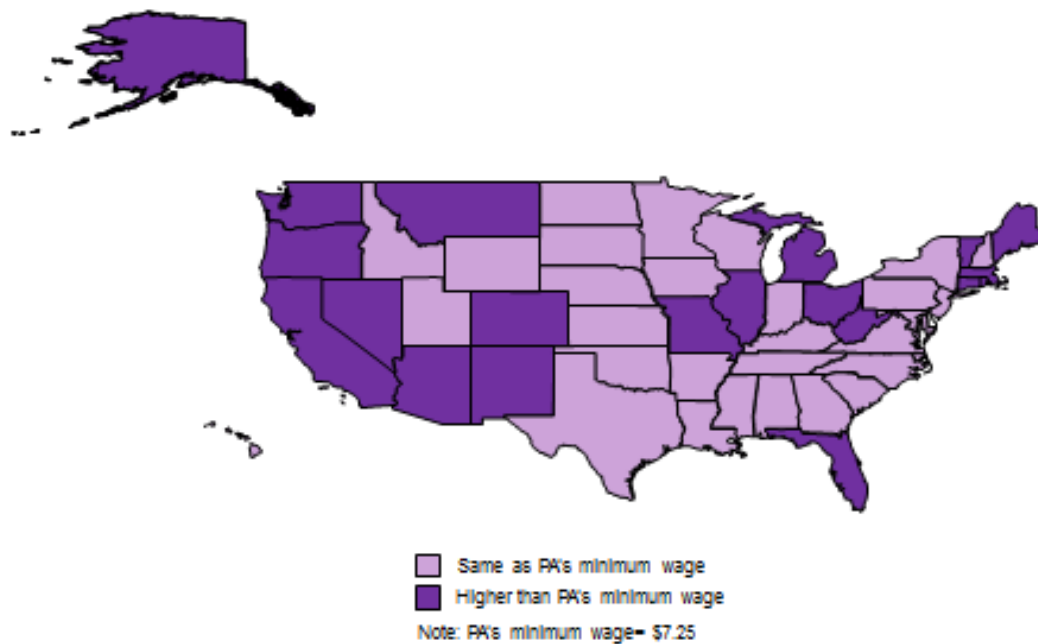 Same as PA's minimum wage
Higher than PA's minimum wage
Note: PA's minimum wage= $7.25